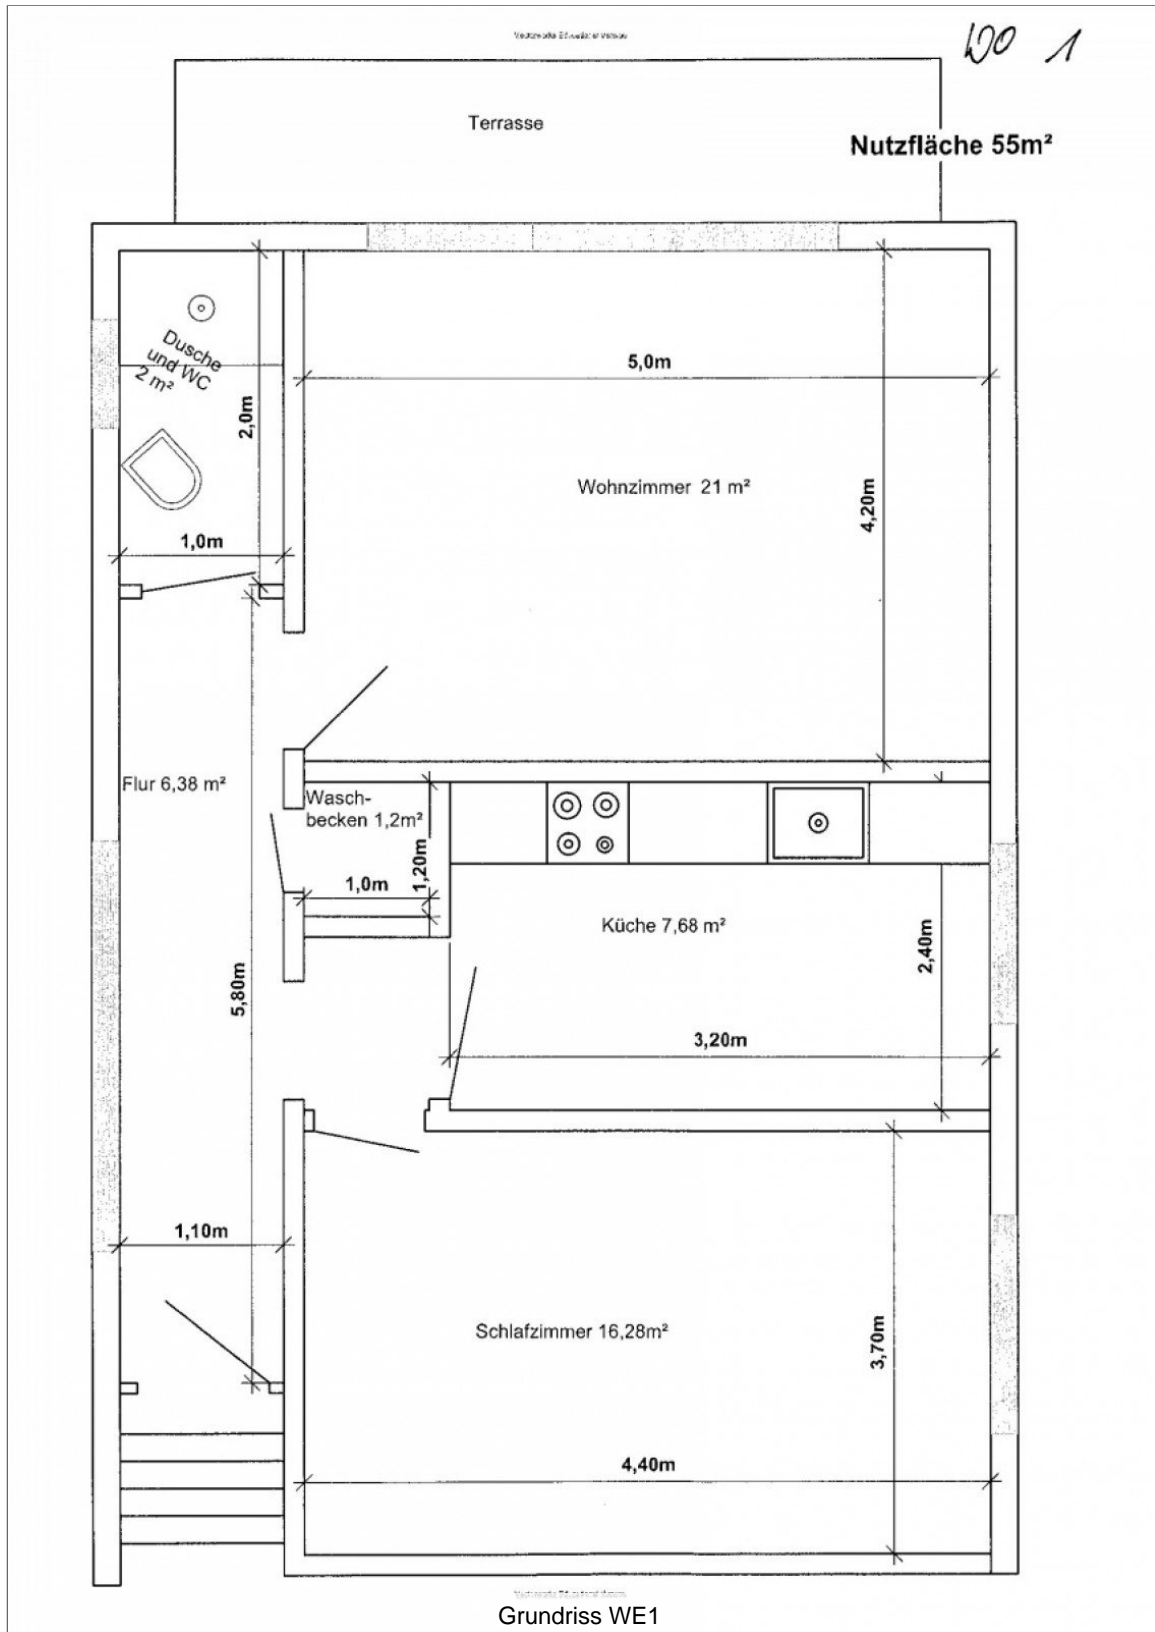 WO 1
Terrasse
Nutzfläche 55m²
Dusche
und WC
2 m²
2,0m
5,0m
Wohnzimmer 21 m²
4,20m
1,0m
Flur 6,38 m²
Wasch-
becken 1,2m²
1,20m
1,0m
Küche 7,68 m²
2,40m
5,80m
3,20m
1,10m
Schlafzimmer 16,28m²
3,70m
4,40m
Grundriss WE1